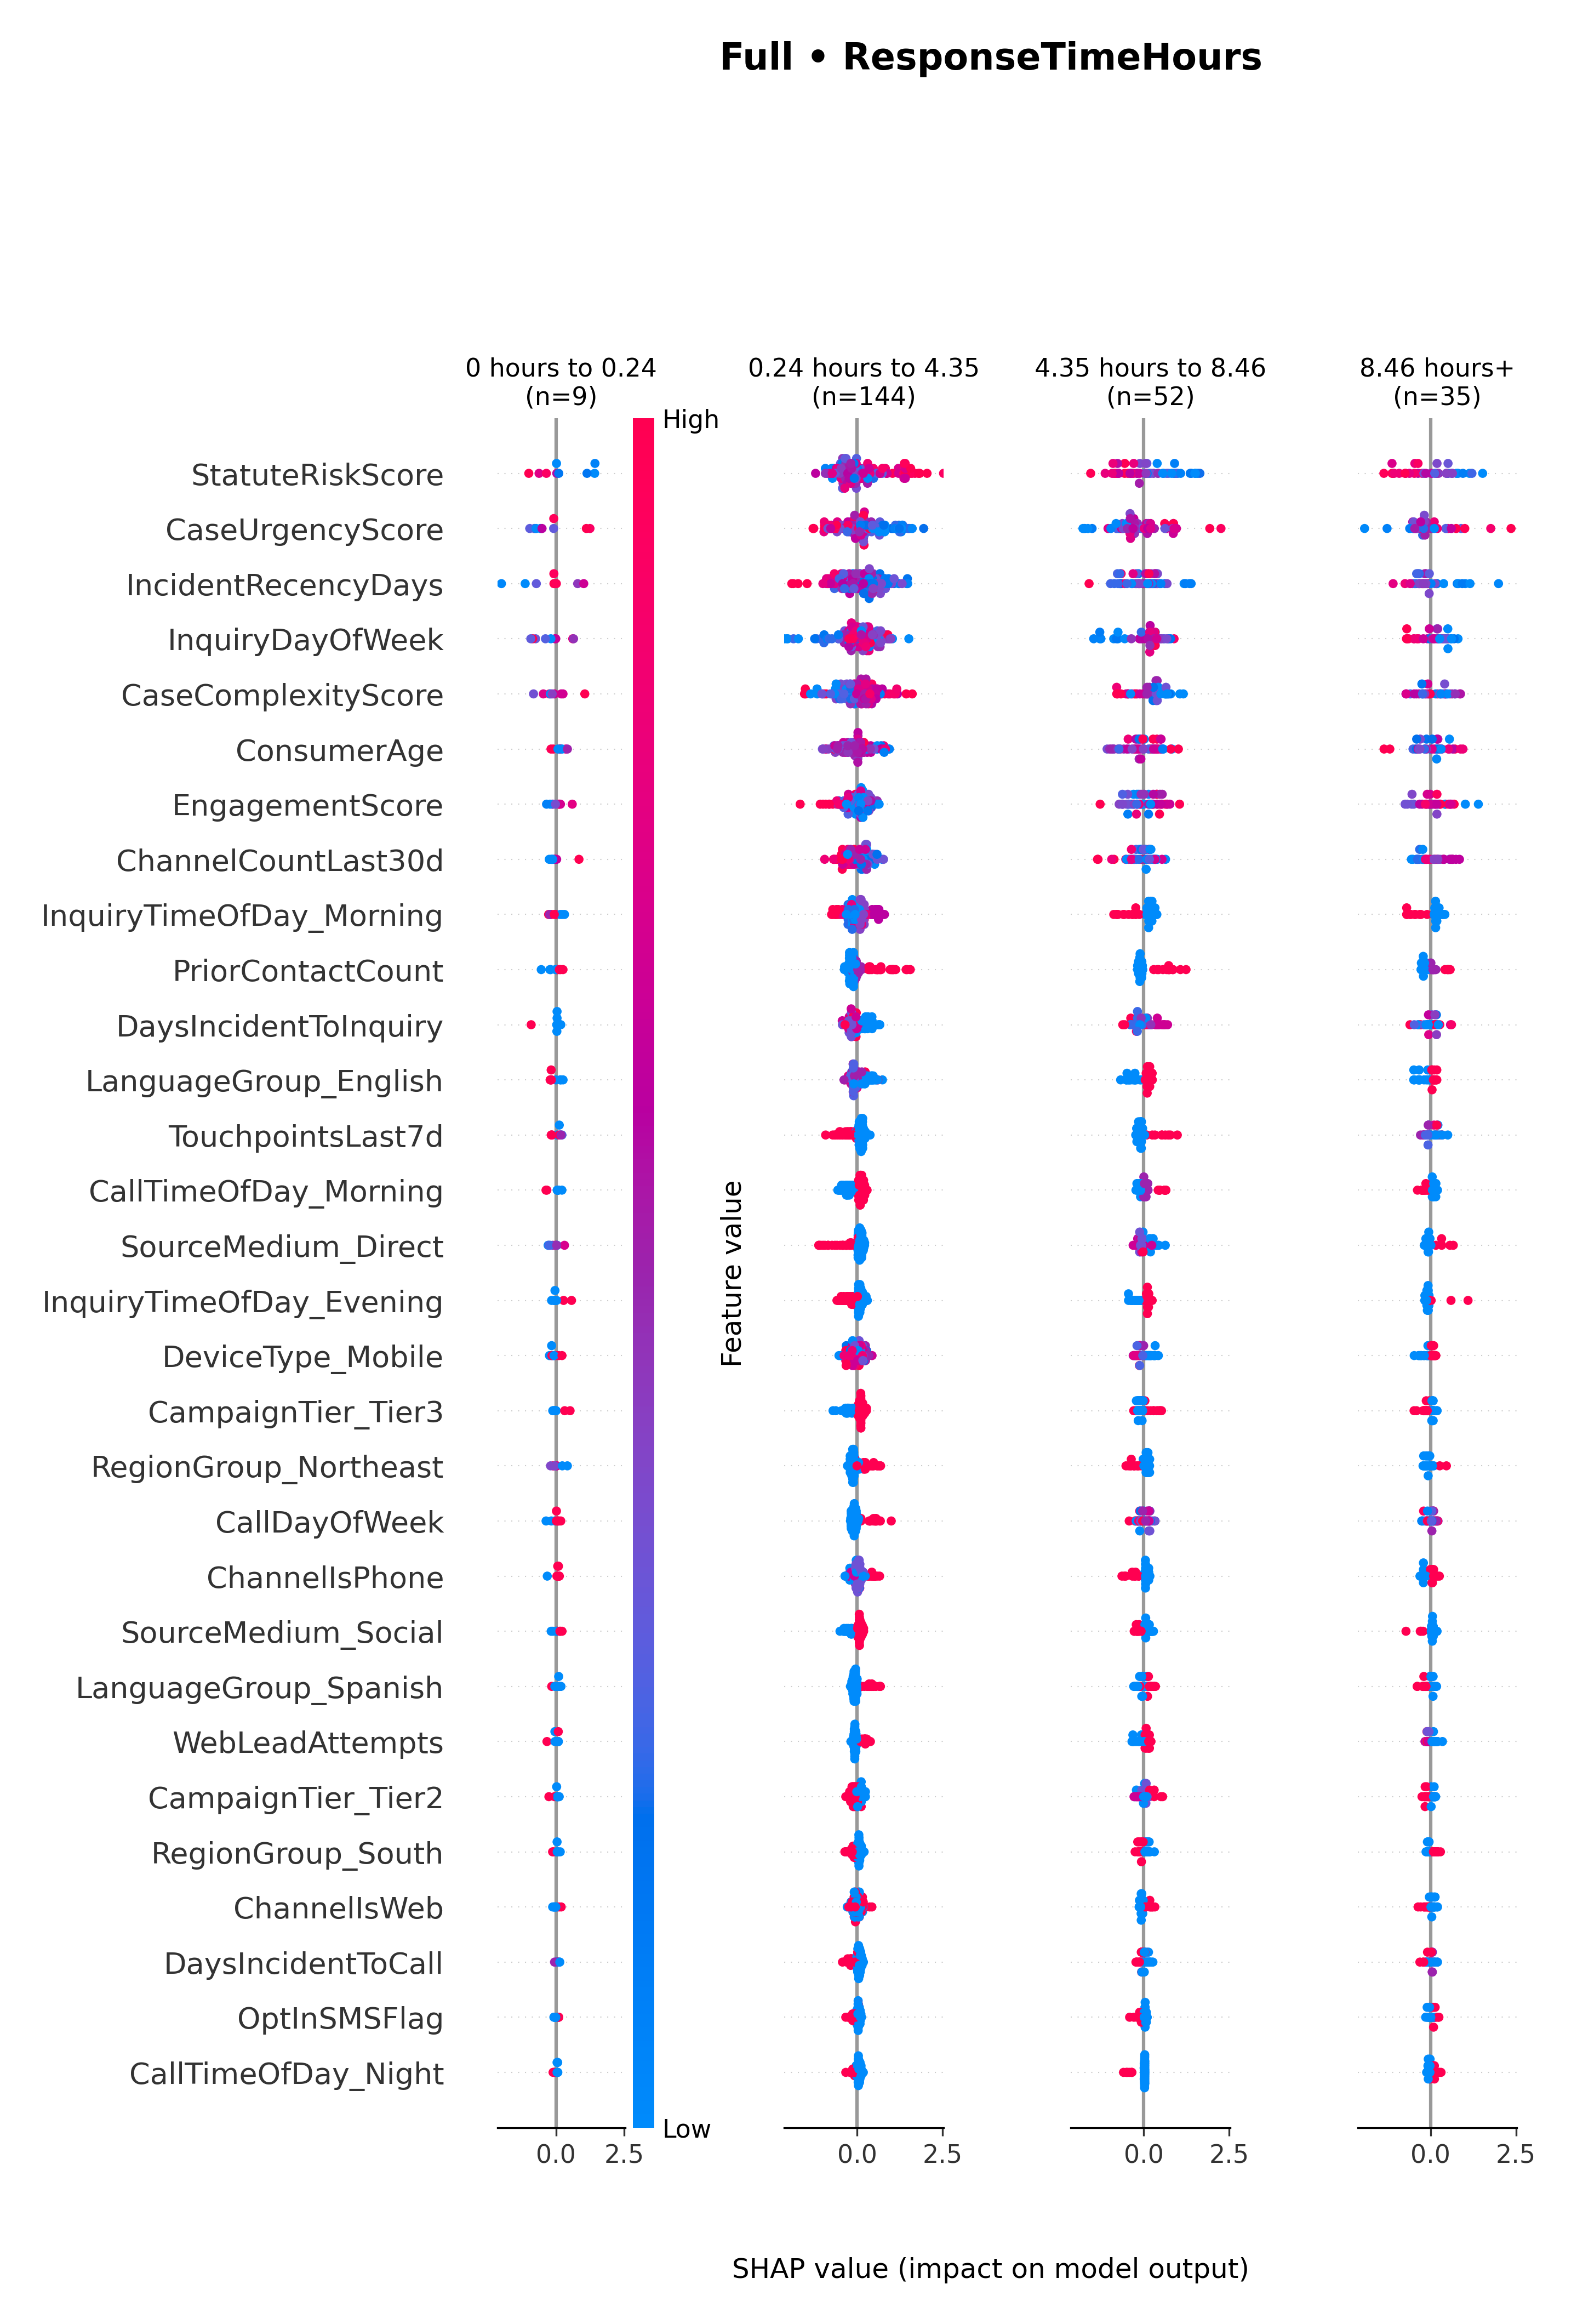 Full • ResponseTimeHours
0 hours to 0.24
(n=9)
0.24 hours to 4.35
(n=144)
4.35 hours to 8.46
(n=52)
8.46 hours+
(n=35)
High
StatuteRiskScore
CaseUrgencyScore
IncidentRecencyDays
InquiryDayOfWeek
CaseComplexityScore
ConsumerAge
EngagementScore
ChannelCountLast30d
InquiryTimeOfDay_Morning
PriorContactCount
DaysIncidentToInquiry
LanguageGroup_English
TouchpointsLast7d
CallTimeOfDay_Morning
SourceMedium_Direct
InquiryTimeOfDay_Evening
DeviceType_Mobile
CampaignTier_Tier3
RegionGroup_Northeast
CallDayOfWeek
ChannelIsPhone
SourceMedium_Social
LanguageGroup_Spanish
WebLeadAttempts
CampaignTier_Tier2
RegionGroup_South
ChannelIsWeb
DaysIncidentToCall
OptInSMSFlag
CallTimeOfDay_Night
Feature value
Low
0.0 2.5
0.0 2.5
0.0 2.5
0.0 2.5
SHAP value (impact on model output)